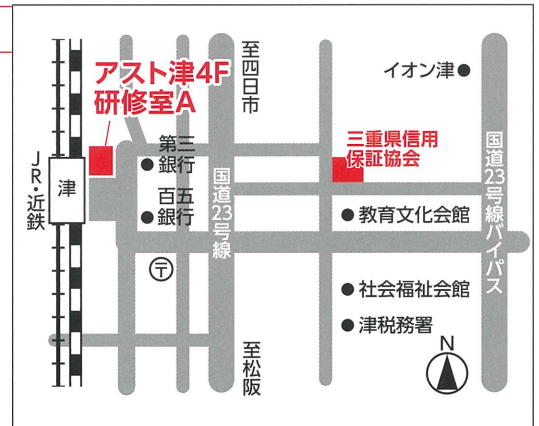 アスト津4F
研修室A
至四日市
イオン津
第三
銀行
三重県信用
保証協会
JR・近鉄
津
国道23号線
国道23号線バイパス
百五
銀行
教育文化会館
〒
社会福祉会館
津税務署
至松阪
N